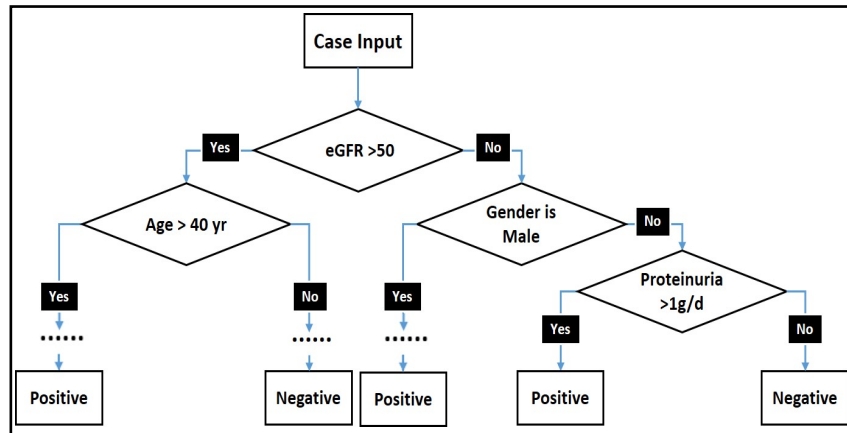 Case Input
eGFR >50
Yes
No
Age > 40 yr
Gender is
Male
No
Proteinuria
>1g/d
Yes
No
Yes
Yes
No
......
......
......
Positive
Negative
Positive
Positive
Negative